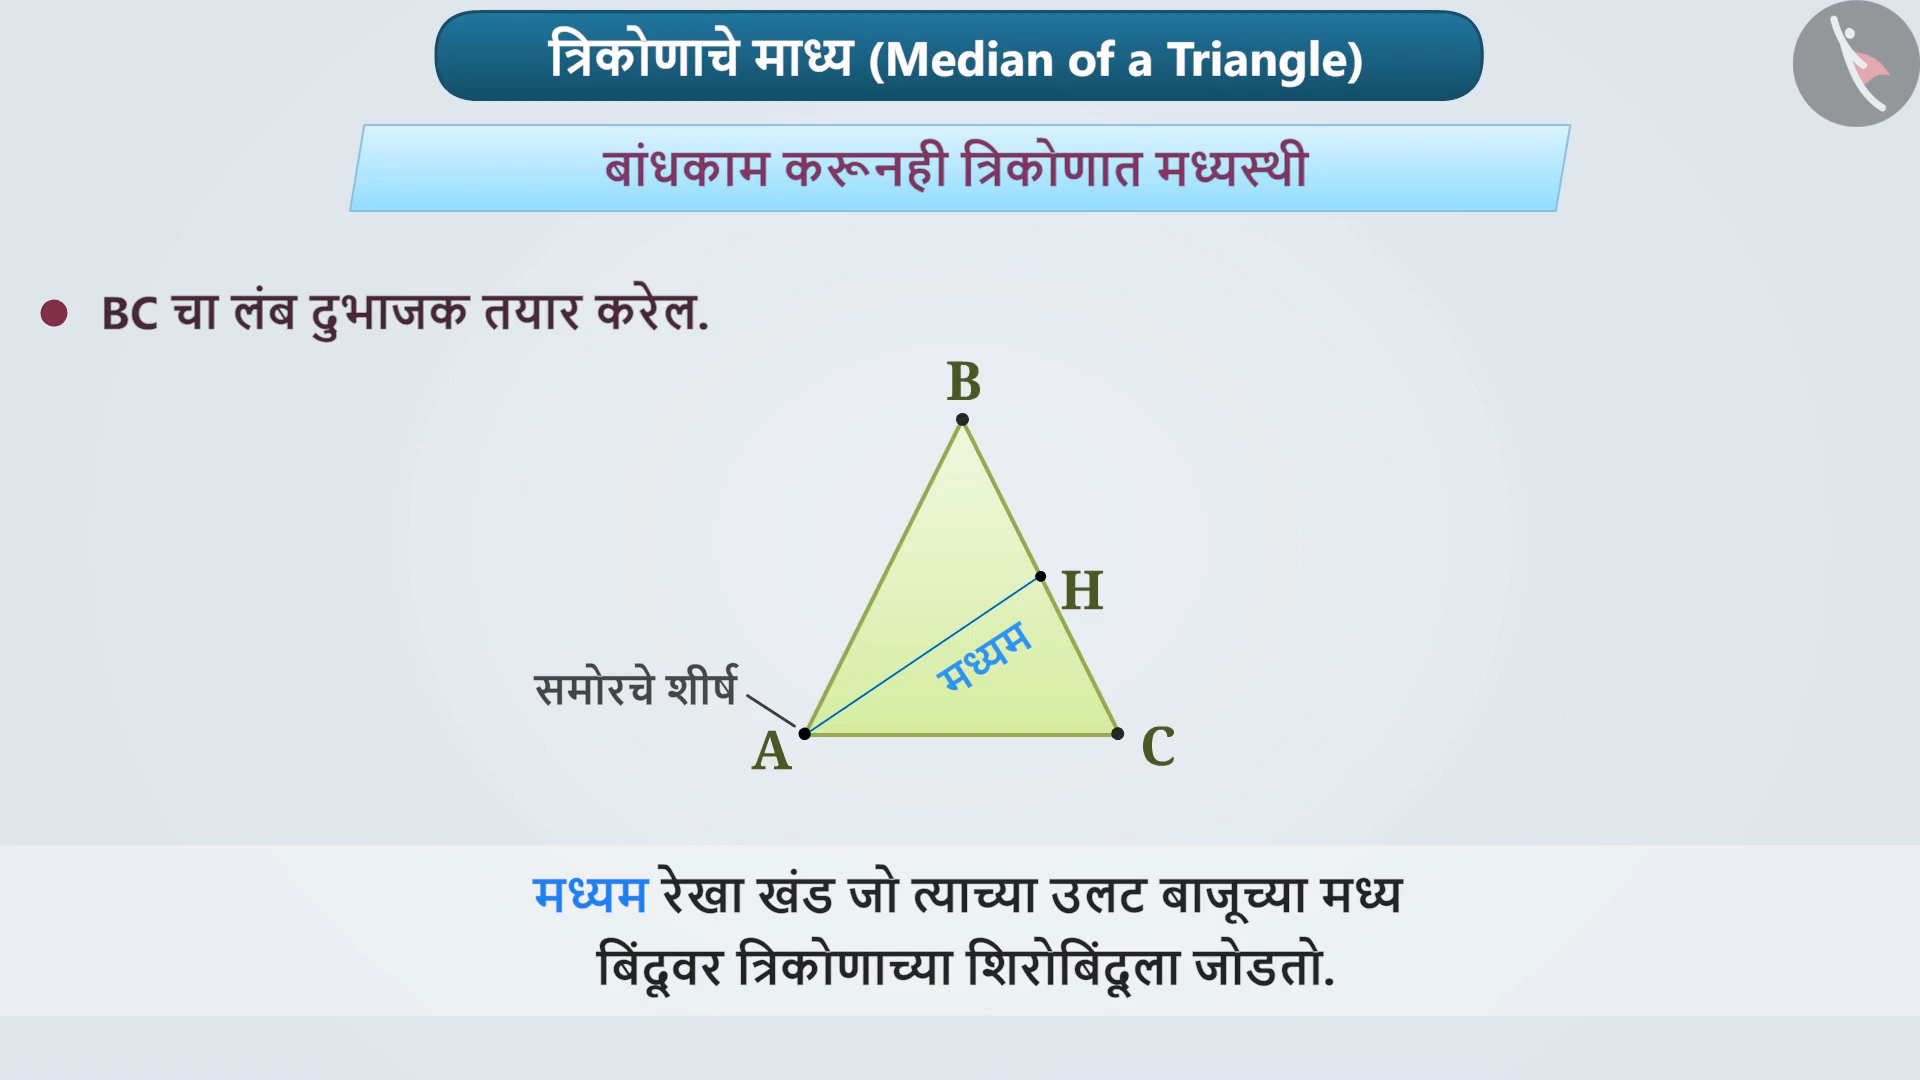 त्रिकोणाचे माध्य (Median of a Triangle)
बांधकाम करूनही त्रिकोणात मध्यस्थी
BC चा लंब दुभाजक तयार करेल.
B
H
मध्यम
समोरचे शीर्ष
A
C
मध्यम रेखा खंड जो त्याच्या उलट बाजूच्या मध्य
बिंदूवर त्रिकोणाच्या शिरोबिंदूला जोडतो.